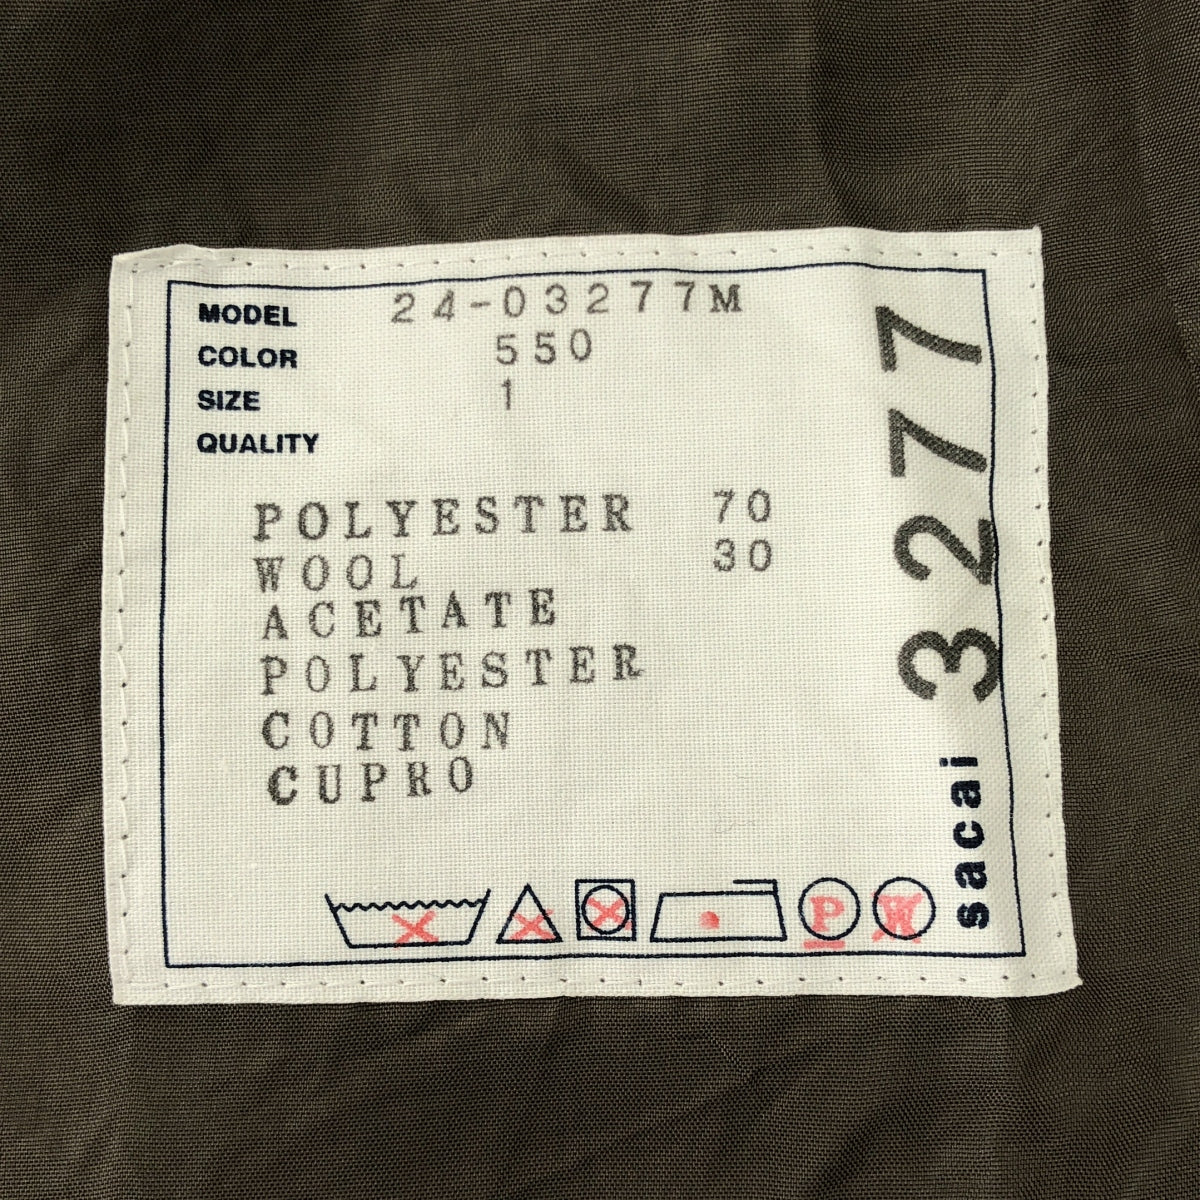 MODEL 24-03277M
COLOR 550
SIZE 1
QUALITY
POLYESTER 70
WOOL 30
ACETATE
POLYESTER
COTTON
CUPRO
P W
sacai 3277